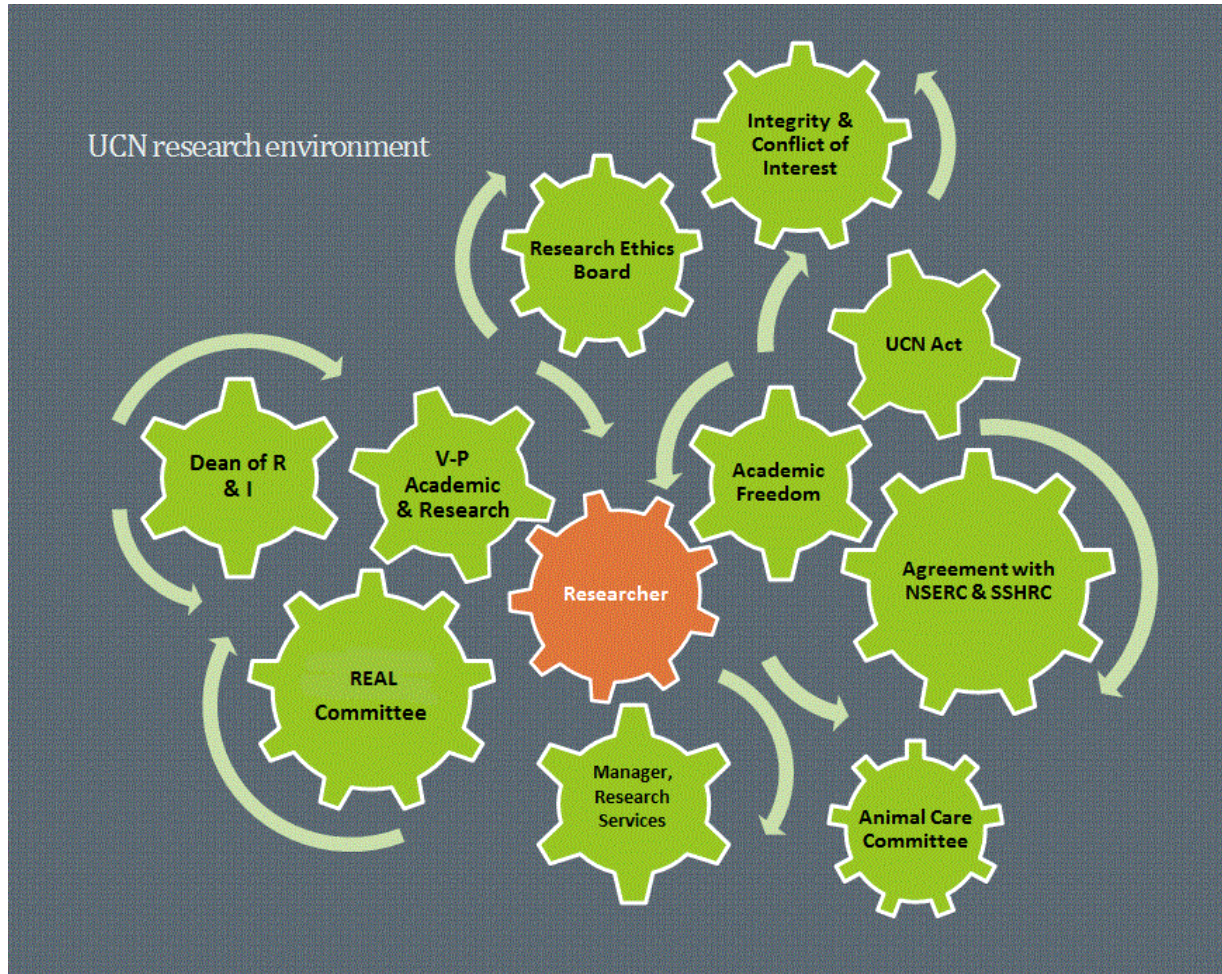 UCN research environment
Integrity &
Conflict of
Interest
Research Ethics
Board
UCN Act
Dean of R
& I
V-P
Academic
& Research
Academic
Freedom
Researcher
Agreement with
NSERC & SSHRC
REAL
Committee
Manager,
Research
Services
Animal Care
Committee